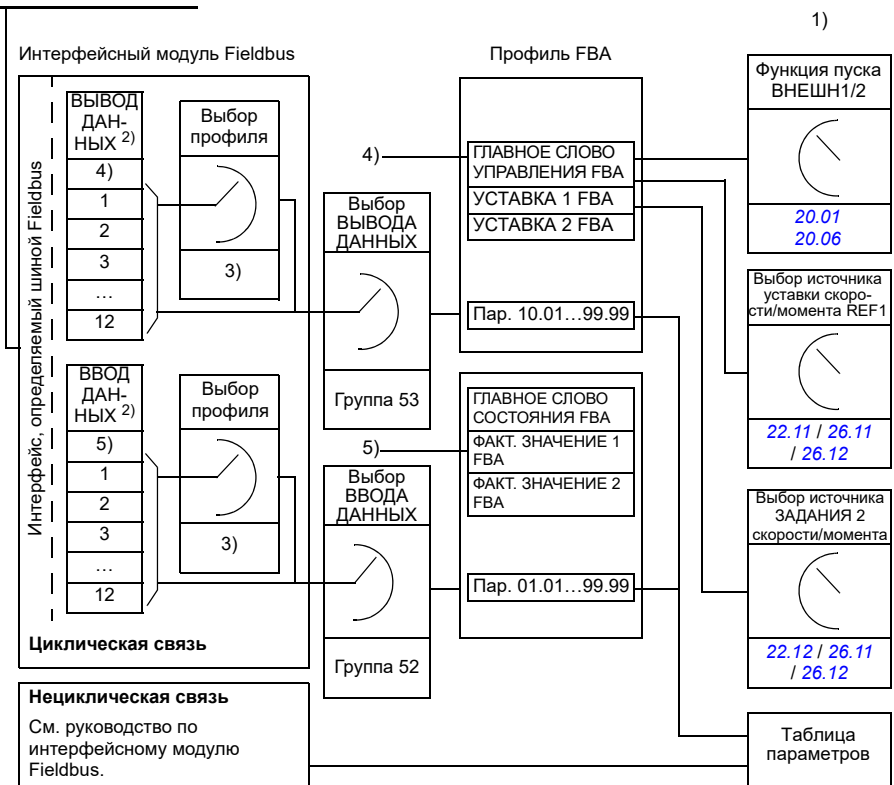 1)
Интерфейсный модуль Fieldbus
Профиль FBA
Интерфейс, определяемый шиной Fieldbus
ВЫВОД
ДАН-
НЫХ 2)
4)
1
2
3
…
12
Выбор
профиля
3)
ВВОД
ДАН-
НЫХ 2)
5)
1
2
3
…
12
Выбор
профиля
3)
Циклическая связь
4)
Выбор
ВЫВОДА
ДАННЫХ
Группа 53
5)
Выбор
ВВОДА
ДАННЫХ
Группа 52
ГЛАВНОЕ СЛОВО
УПРАВЛЕНИЯ FBA
УСТАВКА 1 FBA
УСТАВКА 2 FBA
Пар. 10.01…99.99
ГЛАВНОЕ СЛОВО
СОСТОЯНИЯ FBA
ФАКТ. ЗНАЧЕНИЕ 1
FBA
ФАКТ. ЗНАЧЕНИЕ 2
FBA
Пар. 01.01…99.99
Функция пуска
ВНЕШН1/2
20.01
20.06
Выбор источника
уставки скоро-
сти/момента REF1
22.11 / 26.11
/ 26.12
Выбор источника
ЗАДАНИЯ 2
скорости/момента
22.12 / 26.11
/ 26.12
Нециклическая связь
См. руководство по
интерфейсному модулю
Fieldbus.
Таблица
параметров